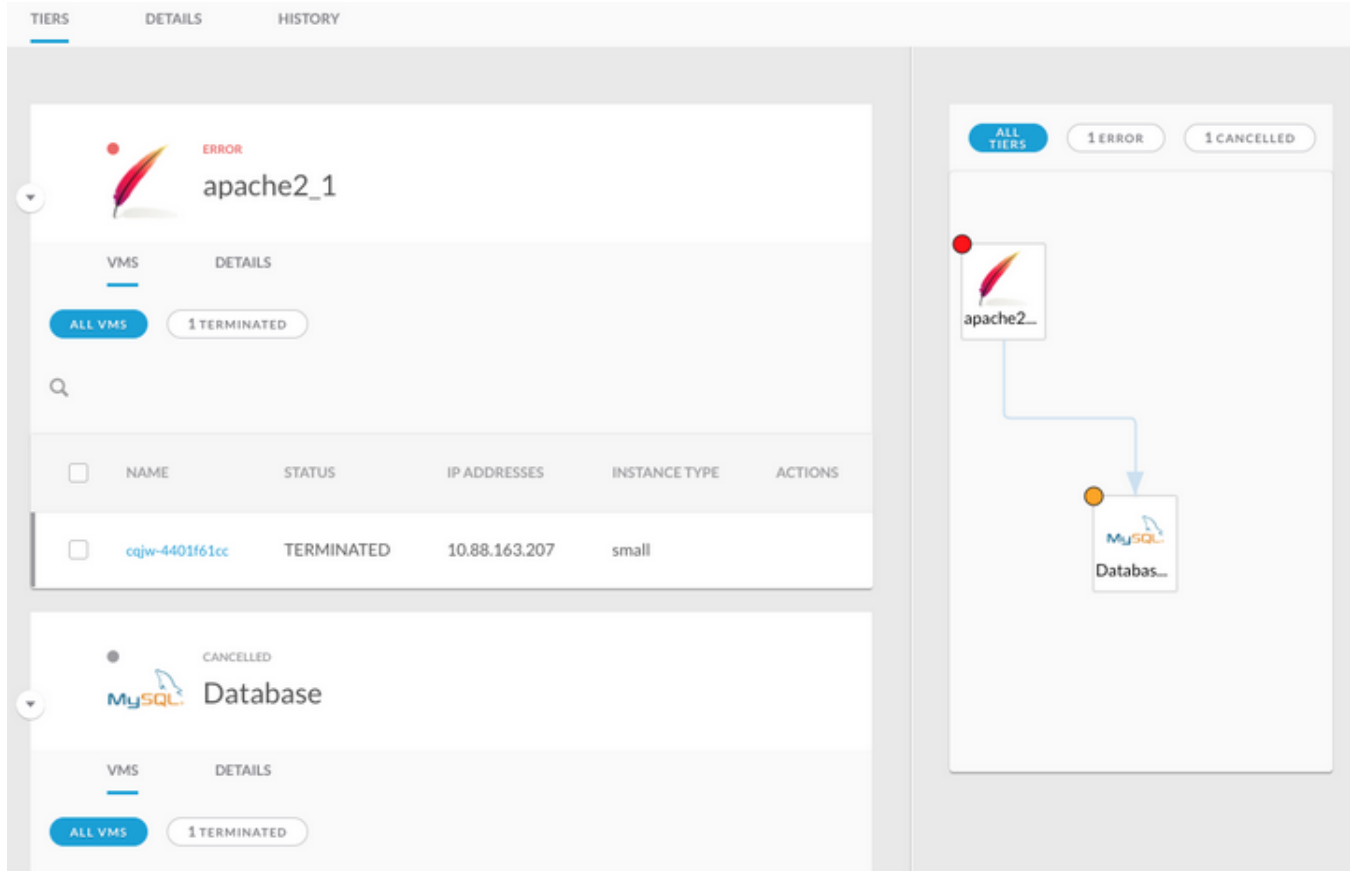 TIERS DETAILS HISTORY
ERROR
apache2_1
VMS DETAILS
ALL VMS 1 TERMINATED
NAME STATUS IP ADDRESSES INSTANCE TYPE ACTIONS
cqjw-4401f61cc TERMINATED 10.88.163.207 small
CANCELLED
MySQL Database
VMS DETAILS
ALL VMS 1 TERMINATED
ALL TIERS 1 ERROR 1 CANCELLED
apache2...
MySQL
Databas...